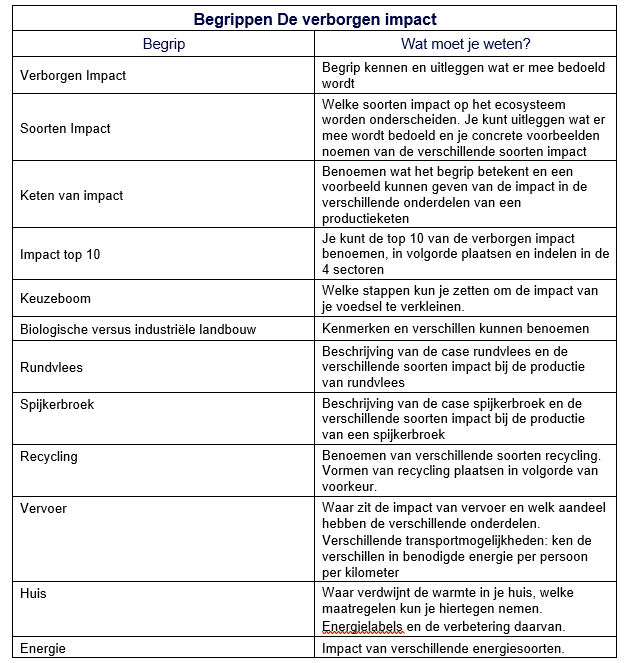 Begrippen De verborgen impact
Begrip
Wat moet je weten?
Verborgen Impact
Begrip kennen en uitleggen wat er mee bedoeld
wordt
Soorten Impact
Welke soorten impact op het ecosysteem
worden onderscheiden. Je kunt uitleggen wat er
mee wordt bedoeld en je concrete voorbeelden
noemen van de verschillende soorten impact
Keten van impact
Benoemen wat het begrip betekent en een
voorbeeld kunnen geven van de impact in de
verschillende onderdelen van een
productieketen
Impact top 10
Je kunt de top 10 van de verborgen impact
benoemen, in volgorde plaatsen en indelen in de
4 sectoren
Keuzeboom
Welke stappen kun je zetten om de impact van
je voedsel te verkleinen.
Biologische versus industriële landbouw
Kenmerken en verschillen kunnen benoemen
Rundvlees
Beschrijving van de case rundvlees en de
verschillende soorten impact bij de productie
van rundvlees
Spijkerbroek
Beschrijving van de case spijkerbroek en de
verschillende soorten impact bij de productie
van een spijkerbroek
Recycling
Benoemen van verschillende soorten recycling.
Vormen van recycling plaatsen in volgorde van
voorkeur.
Vervoer
Waar zit de impact van vervoer en welk aandeel
hebben de verschillende onderdelen.
Verschillende transportmogelijkheden: ken de
verschillen in benodigde energie per persoon
per kilometer
Huis
Waar verdwijnt de warmte in je huis, welke
maatregelen kun je hiertegen nemen.
Energielabels en de verbetering daarvan.
Energie
Impact van verschillende energiesoorten.